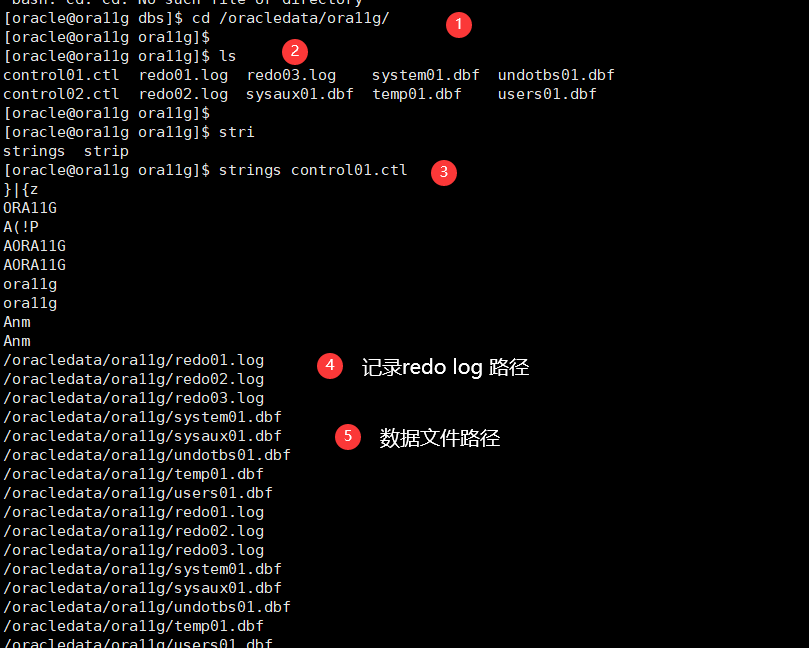 bash: cd: cd: No such file or directory
[oracle@ora11g dbs]$ cd /oracledata/ora11g/ 1
[oracle@ora11g ora11g]$
[oracle@ora11g ora11g]$ ls 2
control01.ctl redo01.log redo03.log system01.dbf undotbs01.dbf
control02.ctl redo02.log sysaux01.dbf temp01.dbf users01.dbf
[oracle@ora11g ora11g]$
[oracle@ora11g ora11g]$ stri
strings strip
[oracle@ora11g ora11g]$ strings control01.ctl 3
}|{z
ORA11G
A(!P
AORA11G
AORA11G
ora11g
ora11g
Anm
Anm
/oracledata/ora11g/redo01.log 4 记录redo log 路径
/oracledata/ora11g/redo02.log
/oracledata/ora11g/redo03.log
/oracledata/ora11g/system01.dbf
/oracledata/ora11g/sysaux01.dbf 5 数据文件路径
/oracledata/ora11g/undotbs01.dbf
/oracledata/ora11g/temp01.dbf
/oracledata/ora11g/users01.dbf
/oracledata/ora11g/redo01.log
/oracledata/ora11g/redo02.log
/oracledata/ora11g/redo03.log
/oracledata/ora11g/system01.dbf
/oracledata/ora11g/sysaux01.dbf
/oracledata/ora11g/undotbs01.dbf
/oracledata/ora11g/temp01.dbf
/oracledata/ora11g/users01.dbf